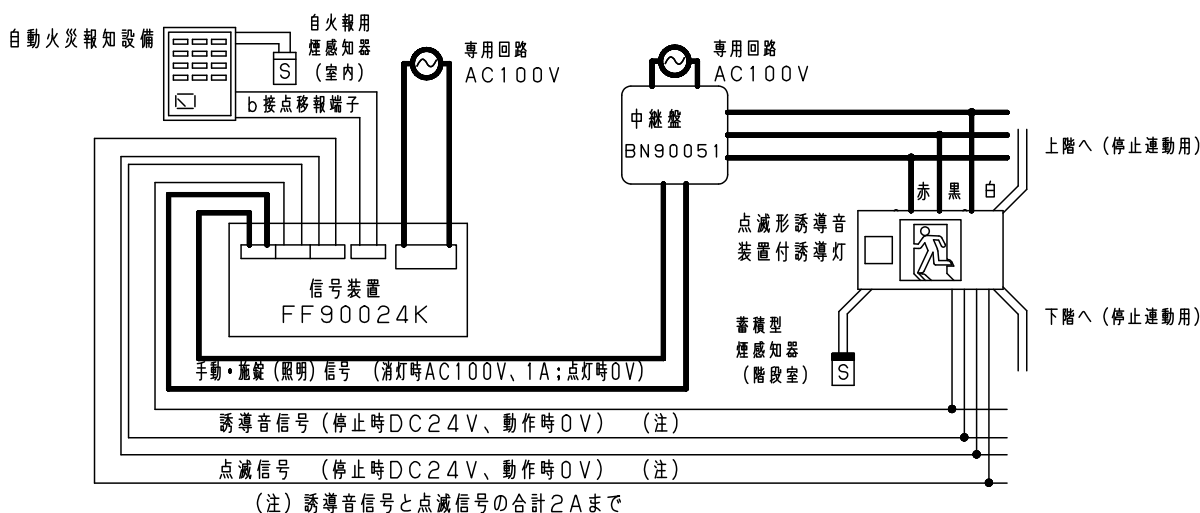 自動火災報知設備
自火報用
煙感知器
（室内）
S
専用回路
AC100V
専用回路
AC100V
b接点移報端子
中継盤
BN90051
上階へ（停止連動用）
赤 黒 白
点滅形誘導音
装置付誘導灯
信号装置
FF90024K
下階へ（停止連動用）
蓄積型
煙感知器
（階段室）
S
手動・施錠（照明）信号 （消灯時AC100V、1A；点灯時0V）
誘導音信号（停止時DC24V、動作時0V） （注）
点滅信号 （停止時DC24V、動作時0V） （注）
（注）誘導音信号と点滅信号の合計2Aまで